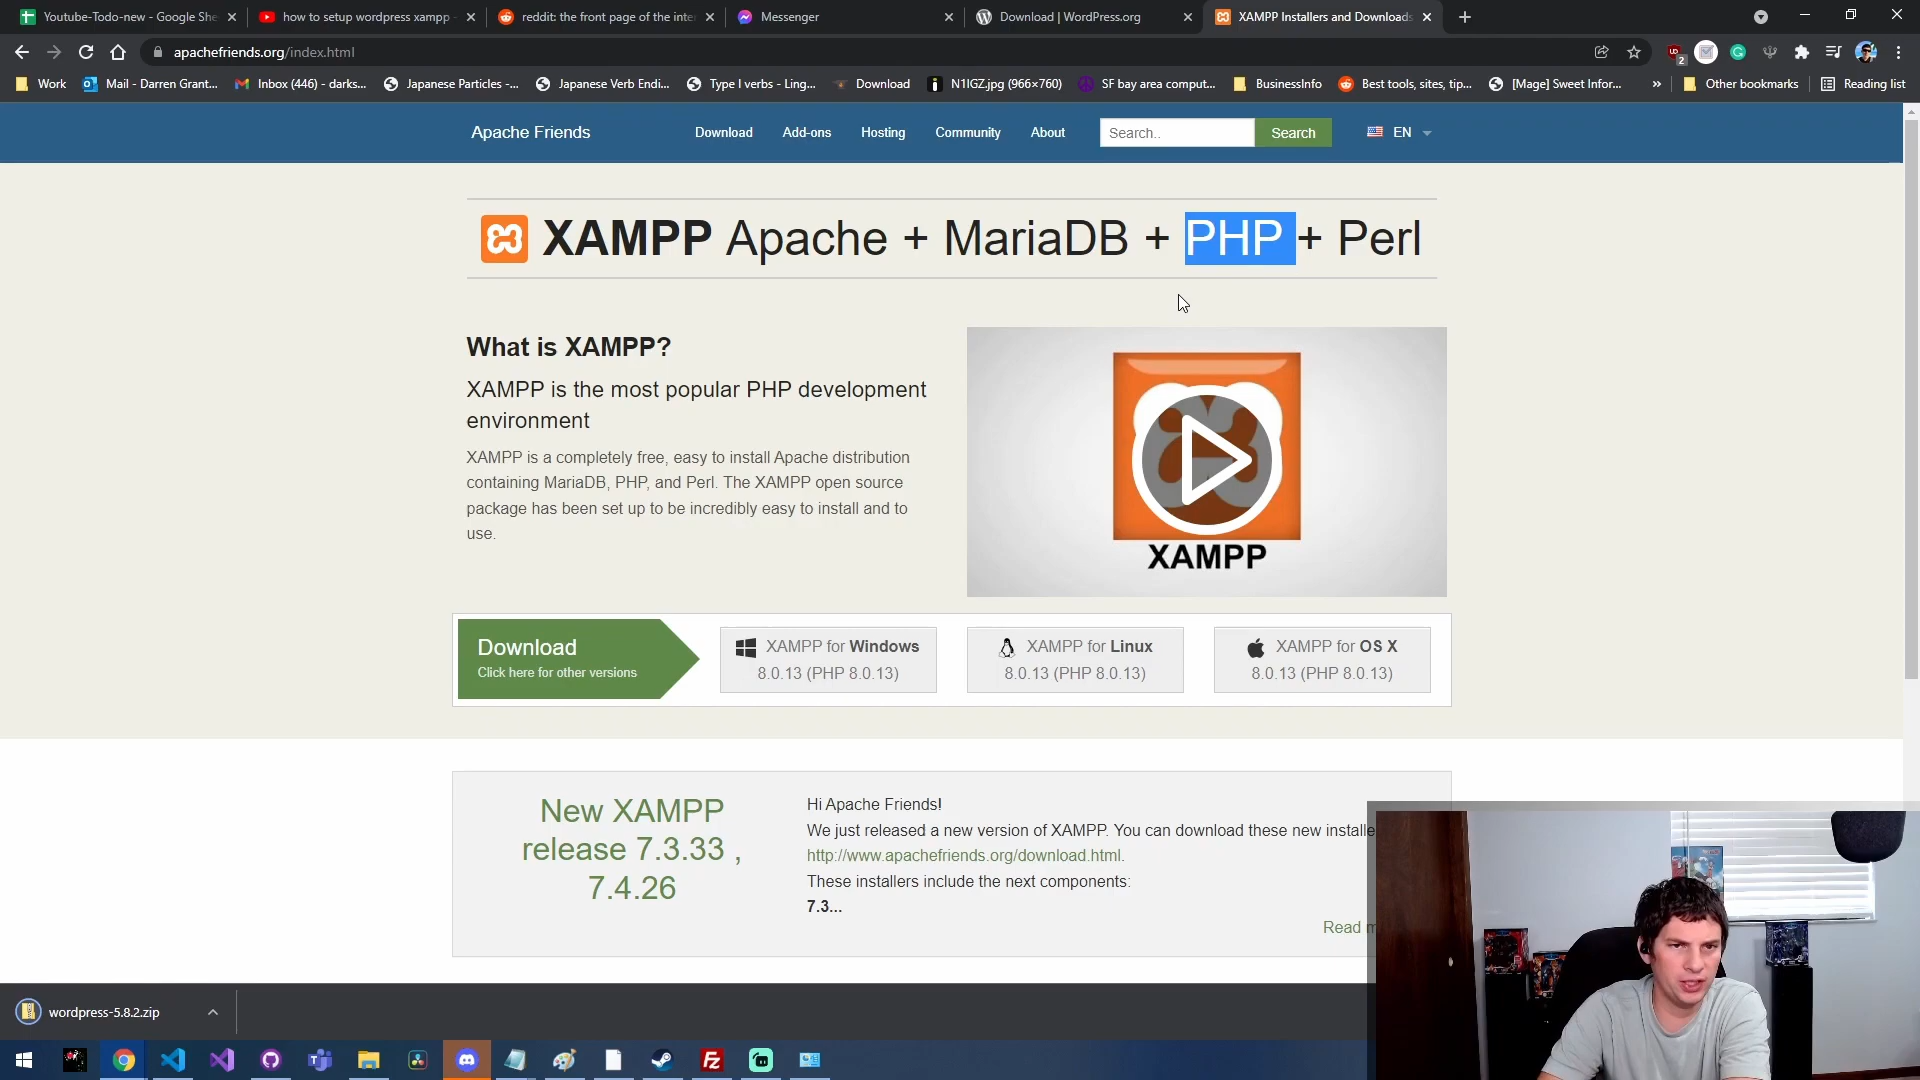 Youtube-Todo-new - Google She
how to setup wordpress xampp -
reddit: the front page of the inte
Messenger
Download | WordPress.org
XAMPP Installers and Downloads
apachefriends.org/index.html
2
Work
Mail - Darren Grant...
Inbox (446) - darks...
Japanese Particles -...
Japanese Verb Endi...
Type I verbs - Ling...
Download
N1IGZ.jpg (966×760)
SF bay area comput...
BusinessInfo
Best tools, sites, tip...
[Mage] Sweet Infor...
»
Other bookmarks
Reading list
Apache Friends
Download
Add-ons
Hosting
Community
About
Search..
Search
EN
XAMPP Apache + MariaDB + PHP + Perl
What is XAMPP?
XAMPP is the most popular PHP development
environment
XAMPP is a completely free, easy to install Apache distribution
containing MariaDB, PHP, and Perl. The XAMPP open source
package has been set up to be incredibly easy to install and to
use.
XAMPP
Download
Click here for other versions
XAMPP for Windows
8.0.13 (PHP 8.0.13)
XAMPP for Linux
8.0.13 (PHP 8.0.13)
XAMPP for OS X
8.0.13 (PHP 8.0.13)
New XAMPP
release 7.3.33 ,
7.4.26
Hi Apache Friends!
We just released a new version of XAMPP. You can download these new installe
http://www.apachefriends.org/download.html.
These installers include the next components:
7.3...
Read m
wordpress-5.8.2.zip
Fz